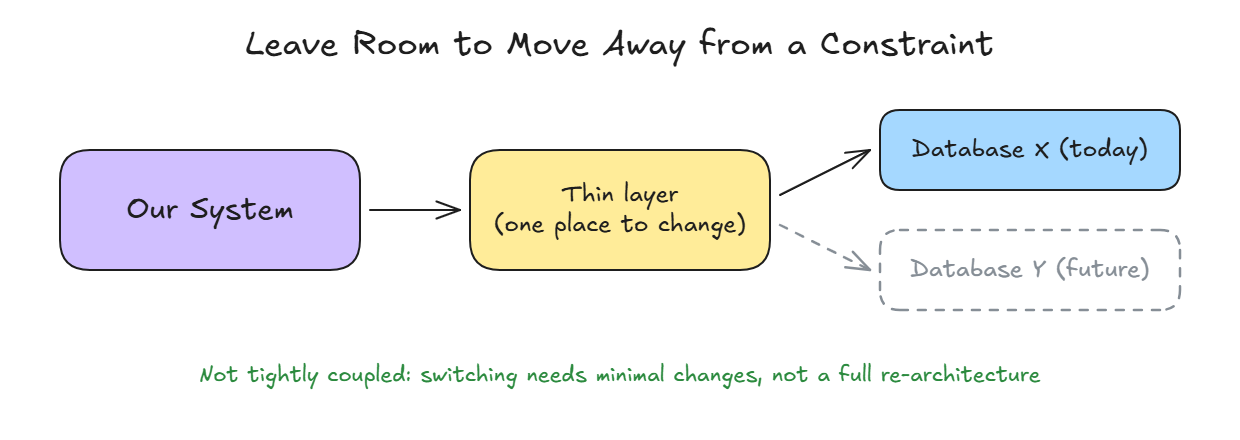 Leave Room to Move Away from a Constraint
Our System
Thin layer
(one place to change)
Database X (today)
Database Y (future)
Not tightly coupled: switching needs minimal changes, not a full re-architecture